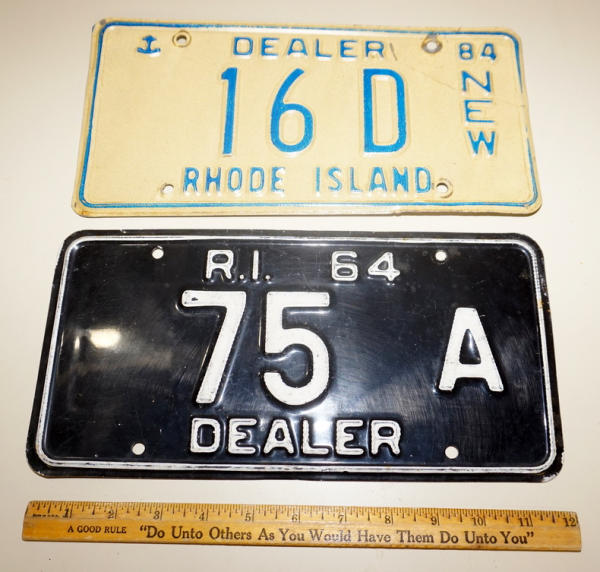 DEALER 84
16 D
NEW
RHODE ISLAND
R.I. 64
75 A
DEALER
1 2 3 4 5 6 7 8 9 10 11 12
A GOOD RULE "Do Unto Others As You Would Have Them Do Unto You"